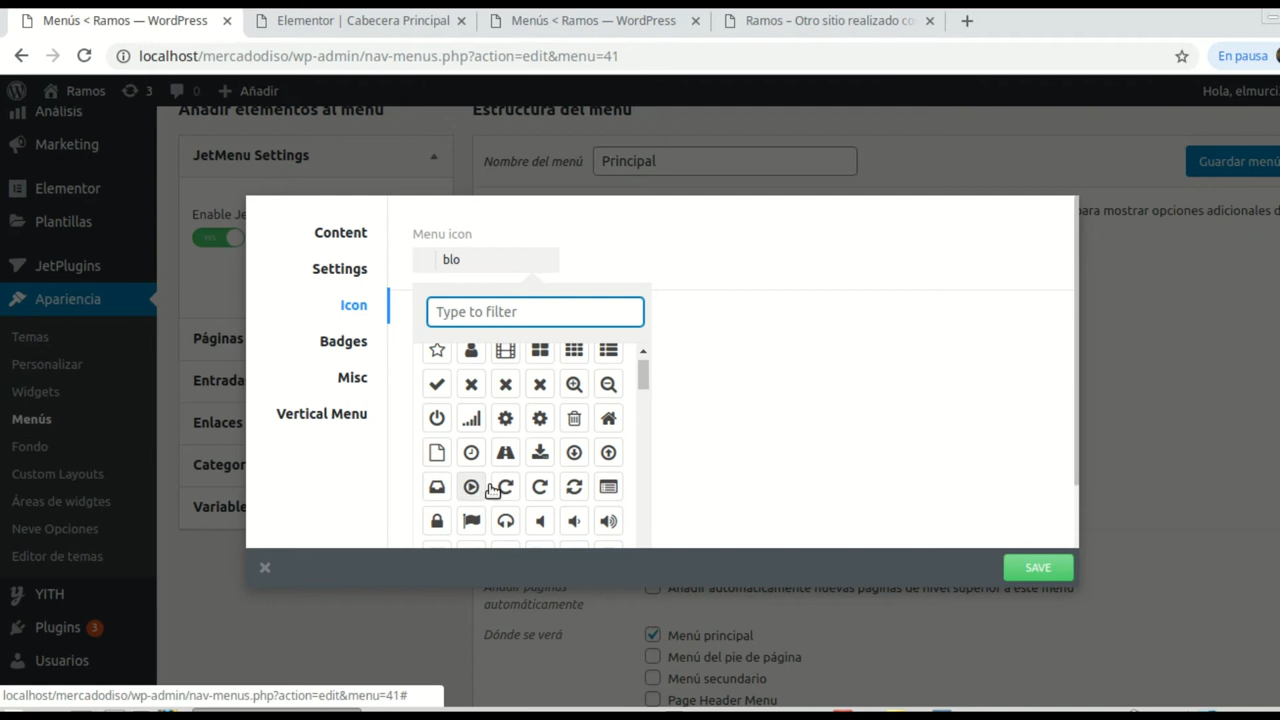 Menús < Ramos — WordPress
Elementor | Cabecera Principal
Menús < Ramos — WordPress
Ramos – Otro sitio realizado co
localhost/mercadodiso/wp-admin/nav-menus.php?action=edit&menu=41
En pausa
Ramos
3
0
Añadir
Hola, elmurci
Análisis
Marketing
Elementor
Plantillas
JetPlugins
Apariencia
Temas
Personalizar
Widgets
Menús
Fondo
Custom Layouts
Áreas de widgtes
Neve Opciones
Editor de temas
YITH
Plugins 3
Usuarios
Añadir elementos al menú
Estructura del menú
JetMenu Settings
Nombre del menú
Principal
Guardar menú
Enable Je
YES
para mostrar opciones adicionales d
Páginas
Entrada
Enlaces
Categor
Variable
Content
Settings
Icon
Badges
Misc
Vertical Menu
Menu icon
blo
Type to filter
SAVE
Añadir páginas
automáticamente
Añadir automáticamente nuevas páginas de nivel superior a este menú
Dónde se verá
Menú principal
Menú del pie de página
Menú secundario
Page Header Menu
localhost/mercadodiso/wp-admin/nav-menus.php?action=edit&menu=41#